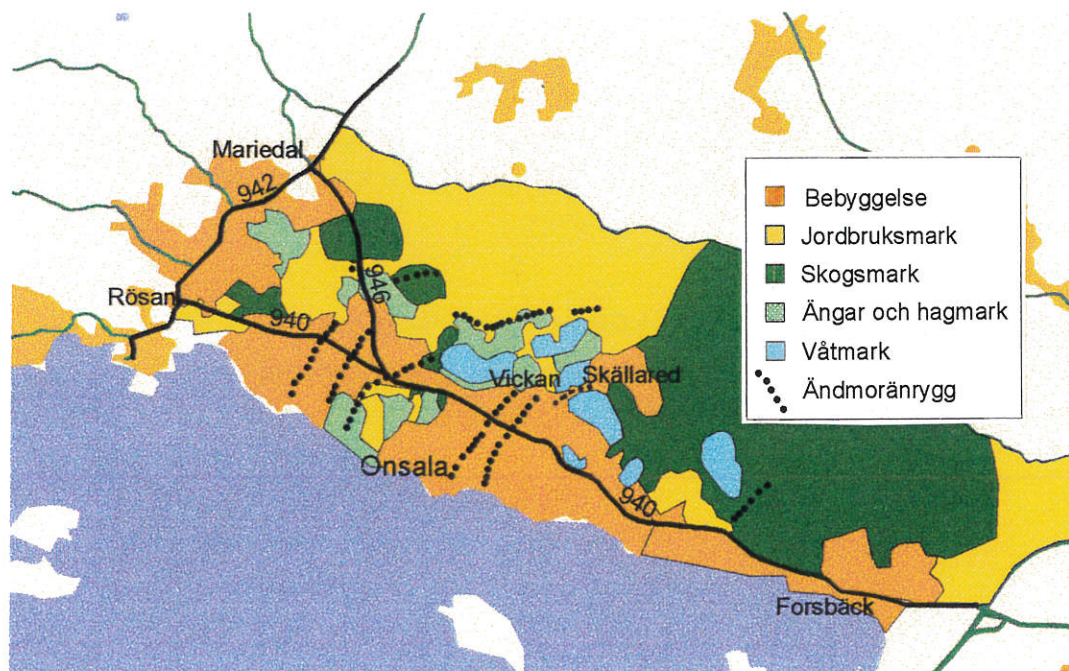 Mariedal
942
Bebyggelse
Jordbruksmark
Skogsmark
Ängar och hagmark
Våtmark
Ändmoränrygg
946
Rösan
940
Vickan
Skällared
Onsala
940
Forsbäck